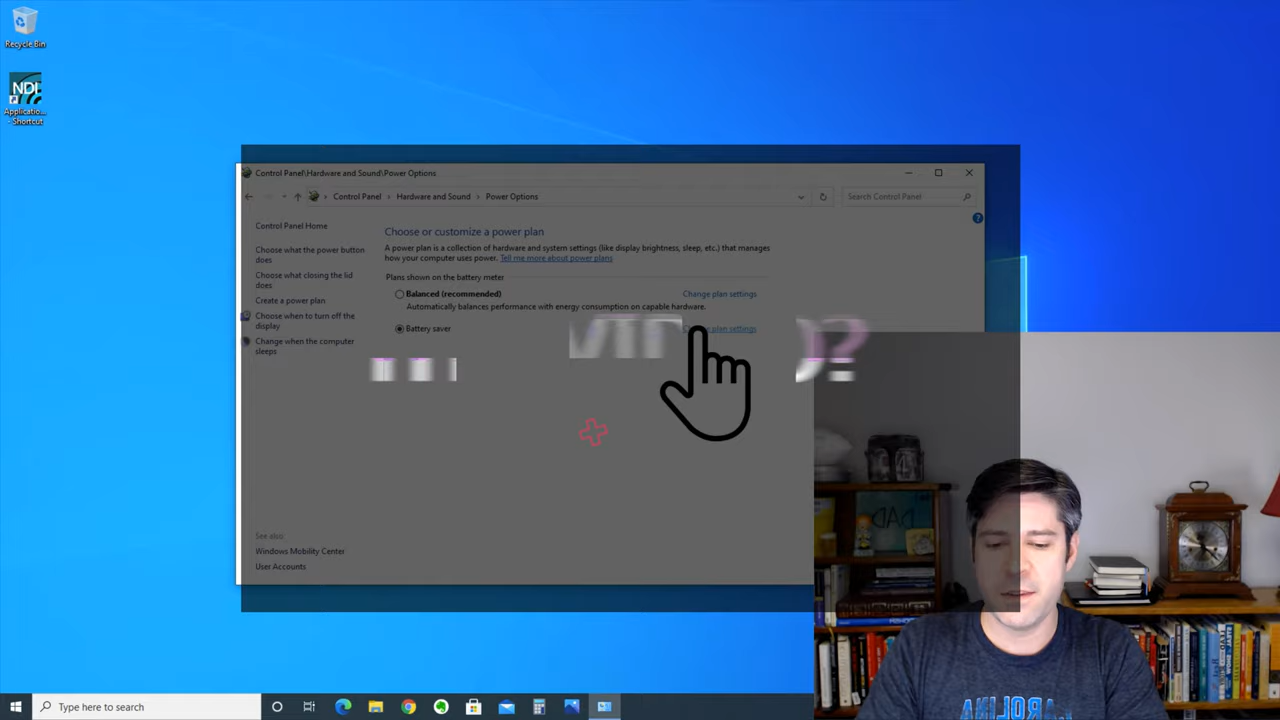 Recycle Bin
NDI
Applicatio...
- Shortcut
Control Panel\Hardware and Sound\Power Options
Control Panel
Hardware and Sound
Power Options
Search Control Panel
Control Panel Home
Choose what the power button
does
Choose what closing the lid
does
Create a power plan
Choose when to turn off the
display
Change when the computer
sleeps
Choose or customize a power plan
A power plan is a collection of hardware and system settings (like display brightness, sleep, etc.) that manages
how your computer uses power. Tell me more about power plans
Plans shown on the battery meter
Balanced (recommended)
Change plan settings
Automatically balances performance with energy consumption on capable hardware.
Battery saver
plan settings
See also
Windows Mobility Center
User Accounts
DAD
CAROLINA
Type here to search